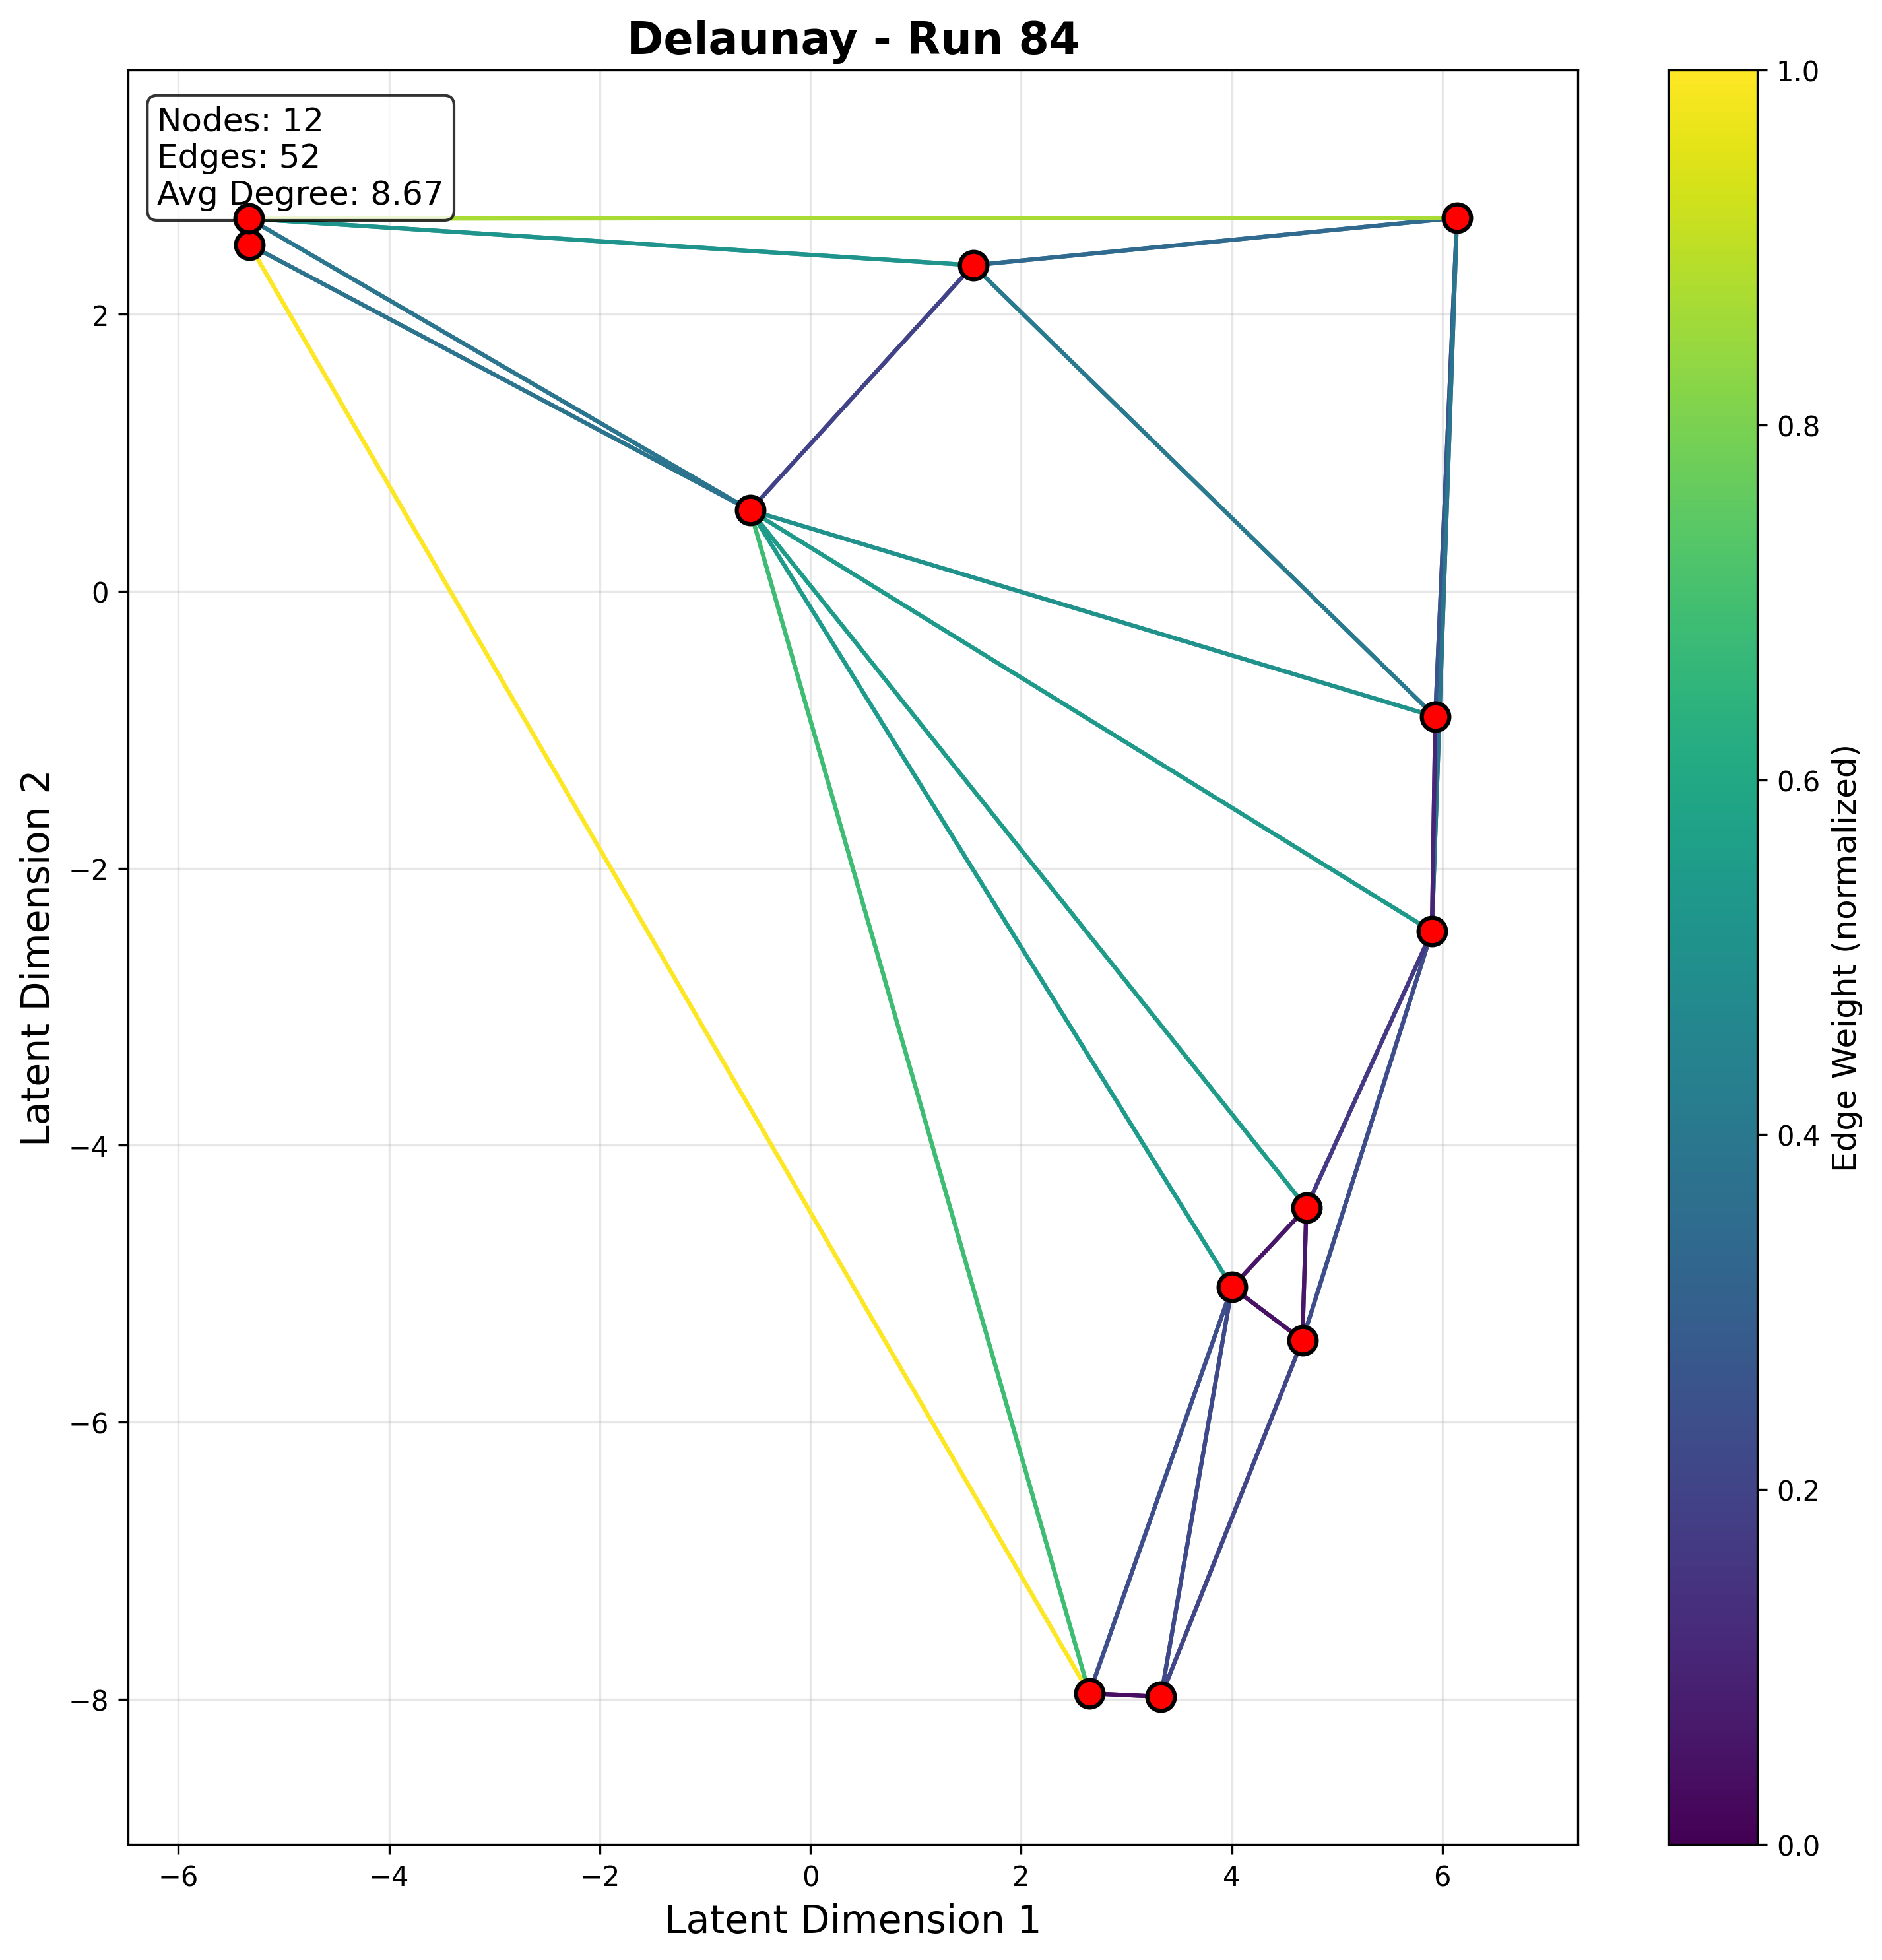 Delaunay - Run 84
Nodes: 12
Edges: 52
Avg Degree: 8.67
2
0
−2
−4
−6
−8
Latent Dimension 2
−6
−4
−2
0
2
4
6
Latent Dimension 1
1.0
0.8
0.6
0.4
0.2
0.0
Edge Weight (normalized)